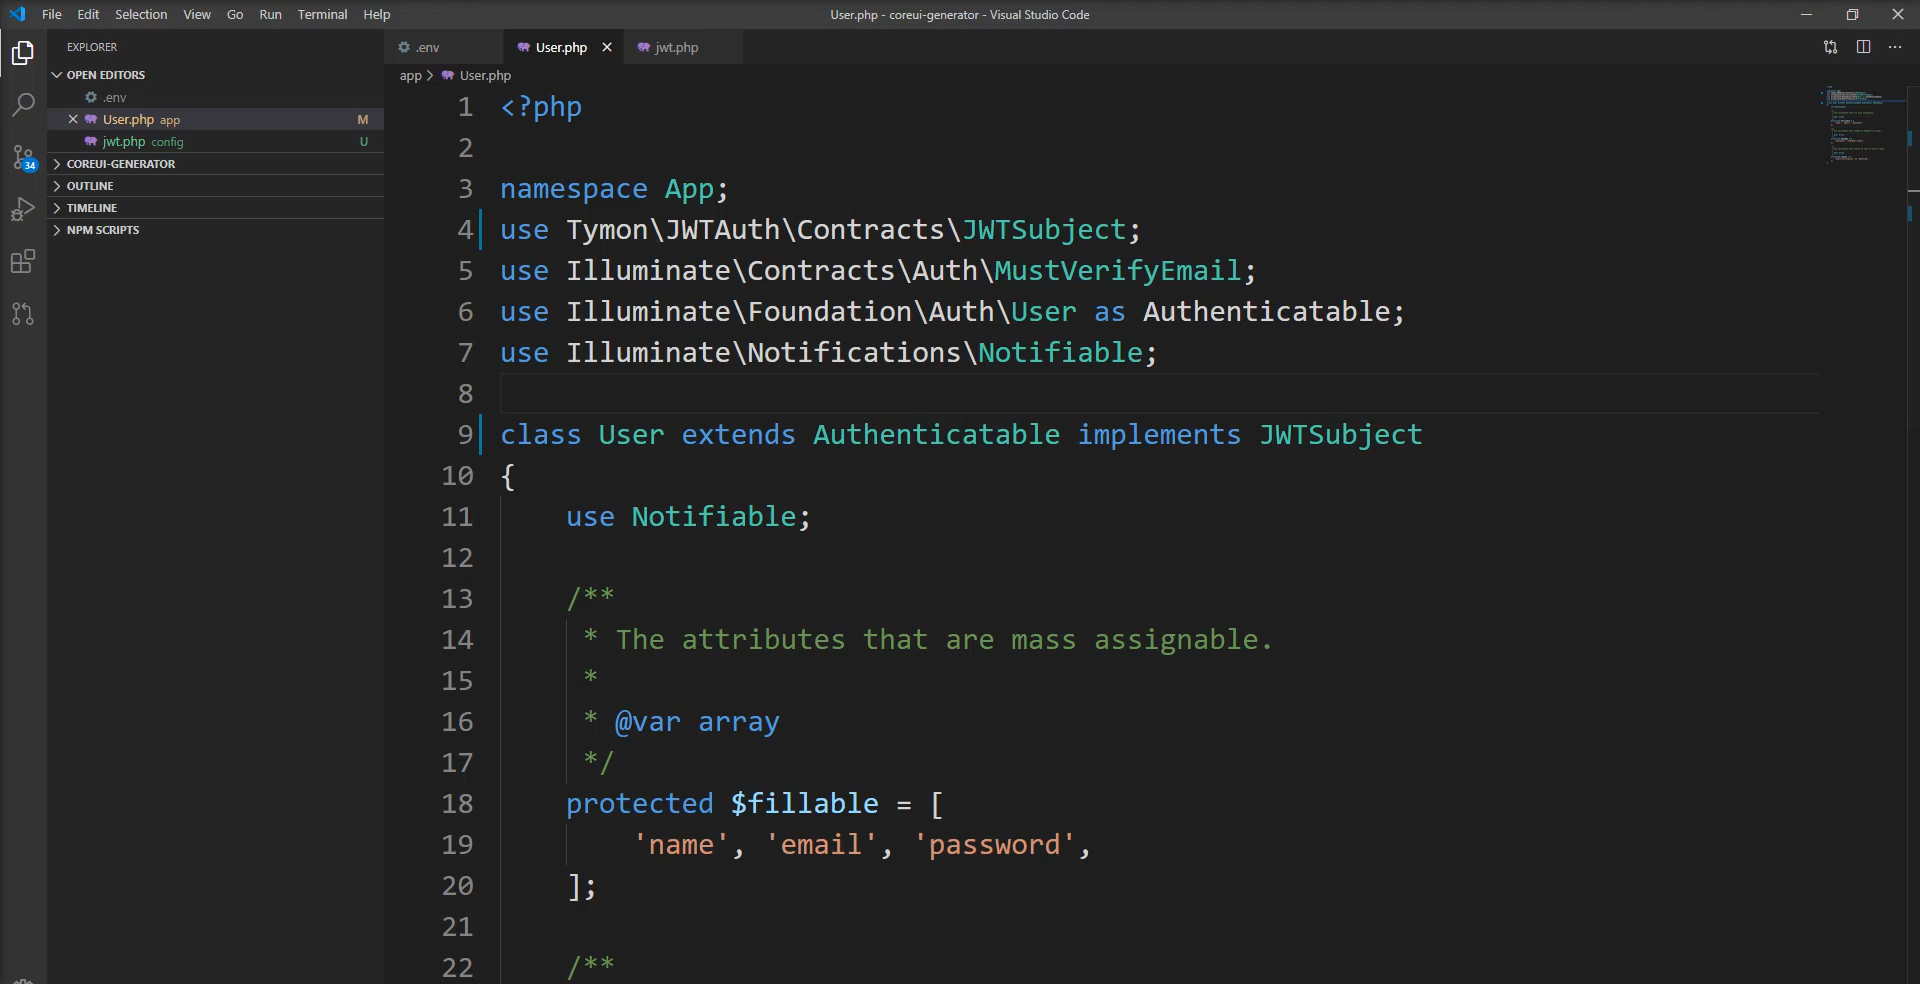 File Edit Selection View Go Run Terminal Help
User.php - coreui-generator - Visual Studio Code
EXPLORER
OPEN EDITORS
.env
User.php app M
jwt.php config U
COREUI-GENERATOR
OUTLINE
TIMELINE
NPM SCRIPTS
34
.env
User.php
jwt.php
app > User.php
1 <?php
2
3 namespace App;
4 use Tymon\JWTAuth\Contracts\JWTSubject;
5 use Illuminate\Contracts\Auth\MustVerifyEmail;
6 use Illuminate\Foundation\Auth\User as Authenticatable;
7 use Illuminate\Notifications\Notifiable;
8
9 class User extends Authenticatable implements JWTSubject
10 {
11 use Notifiable;
12
13 /**
14 * The attributes that are mass assignable.
15 *
16 * @var array
17 */
18 protected $fillable = [
19 'name', 'email', 'password',
20 ];
21
22 /**